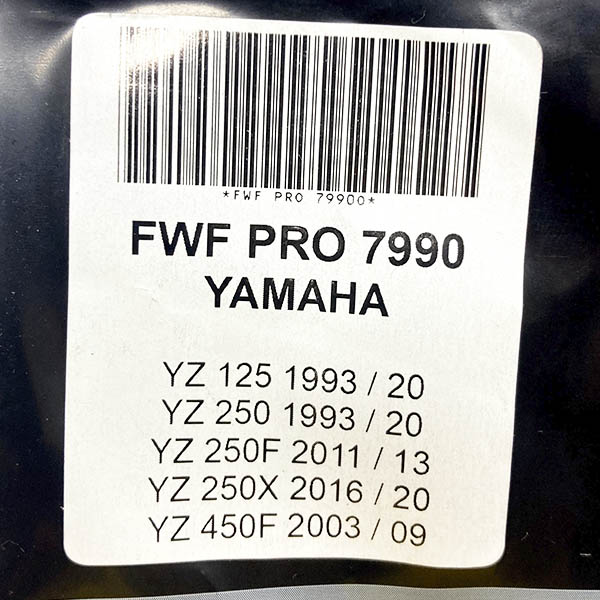 *FWF PRO 79900*
FWF PRO 7990
YAMAHA
YZ 125 1993 / 20
YZ 250 1993 / 20
YZ 250F 2011 / 13
YZ 250X 2016 / 20
YZ 450F 2003 / 09